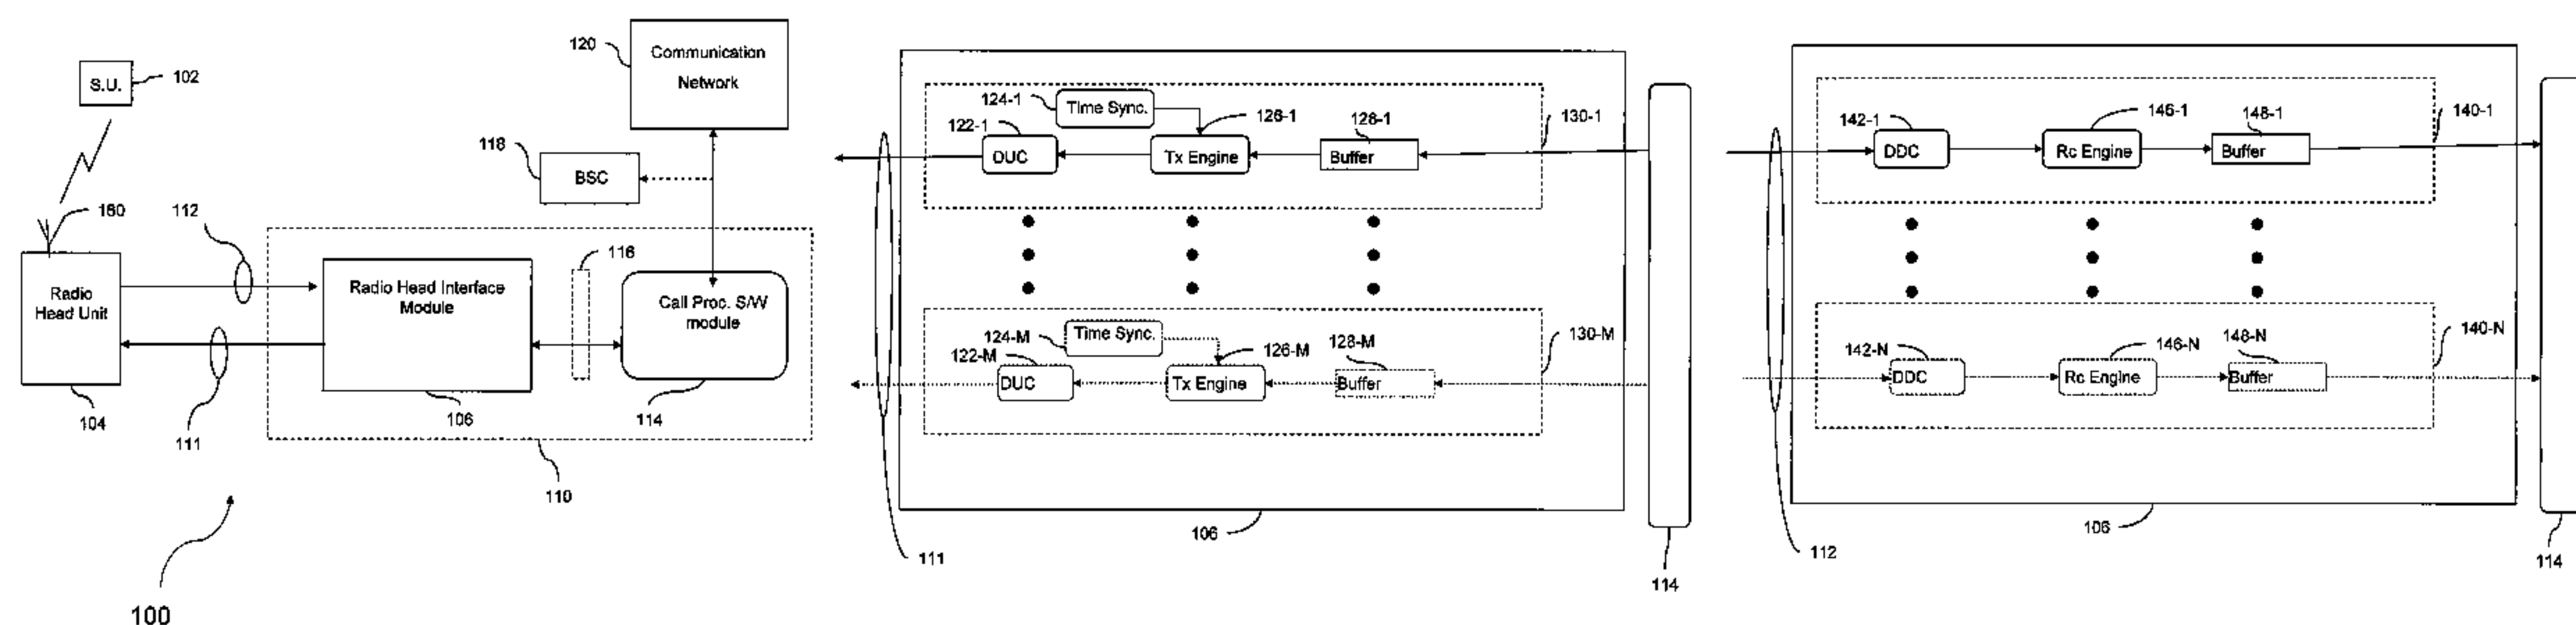 S.U.
102
160
112
Radio
Head Unit
104
111
100
120
Communication
Network
118
BSC
116
Radio Head Interface
Module
106
Call Proc. S/W
module
114
110
124-1
Time Sync.
122-1
DUC
126-1
Tx Engine
128-1
Buffer
130-1
124-M
Time Sync.
122-M
DUC
126-M
Tx Engine
128-M
Buffer
130-M
106
111
114
142-1
DDC
146-1
Rc Engine
148-1
Buffer
140-1
142-N
DDC
146-N
Rc Engine
148-N
Buffer
140-N
106
112
114